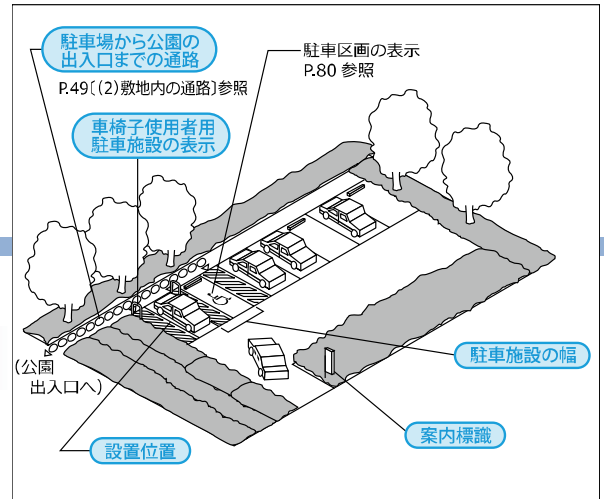 駐車場から公園の
出入口までの通路
P.49〔(2)敷地内の通路〕参照
駐車区画の表示
P.80 参照
車椅子使用者用
駐車施設の表示
(公園
出入口へ)
駐車施設の幅
案内標識
設置位置